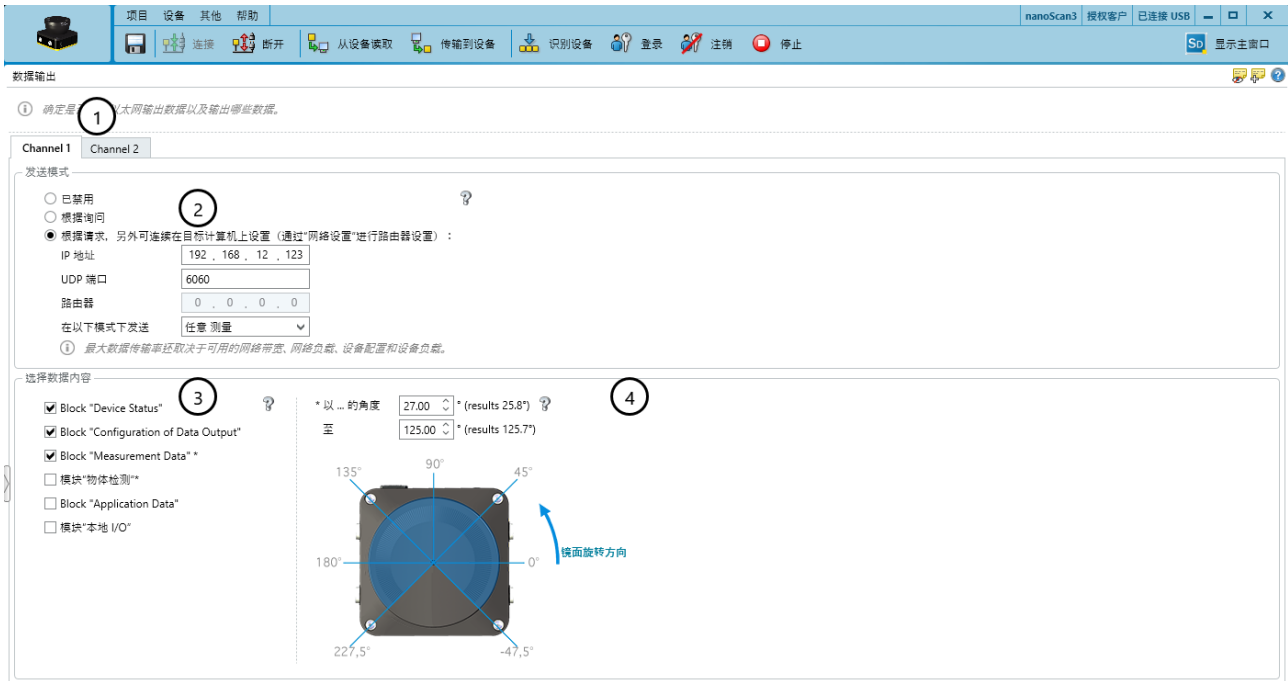 项目 设备 其他 帮助 nanoScan3 授权客户 已连接 USB
连接 断开 从设备读取 传输到设备 识别设备 登录 注销 停止 SD 显示主窗口
数据输出
确定是 以太网输出数据以及输出哪些数据。
1
Channel 1 Channel 2
发送模式
已禁用
2
根据询问
根据请求，另外可连续在目标计算机上设置（通过"网络设置"进行路由器设置）：
IP 地址 192 . 168 . 12 . 123
UDP 端口 6060
路由器 0 . 0 . 0 . 0
在以下模式下发送 任意 测量
最大数据传输率还取决于可用的网络带宽、网络负载、设备配置和设备负载。
选择数据内容
3
4
Block "Device Status"
Block "Configuration of Data Output"
Block "Measurement Data" *
模块"物体检测"*
Block "Application Data"
模块"本地 I/O"
* 以 ... 的角度 27.00 ° (results 25.8°)
至 125.00 ° (results 125.7°)
135° 90° 45°
180° 0°
镜面旋转方向
227,5° -47,5°